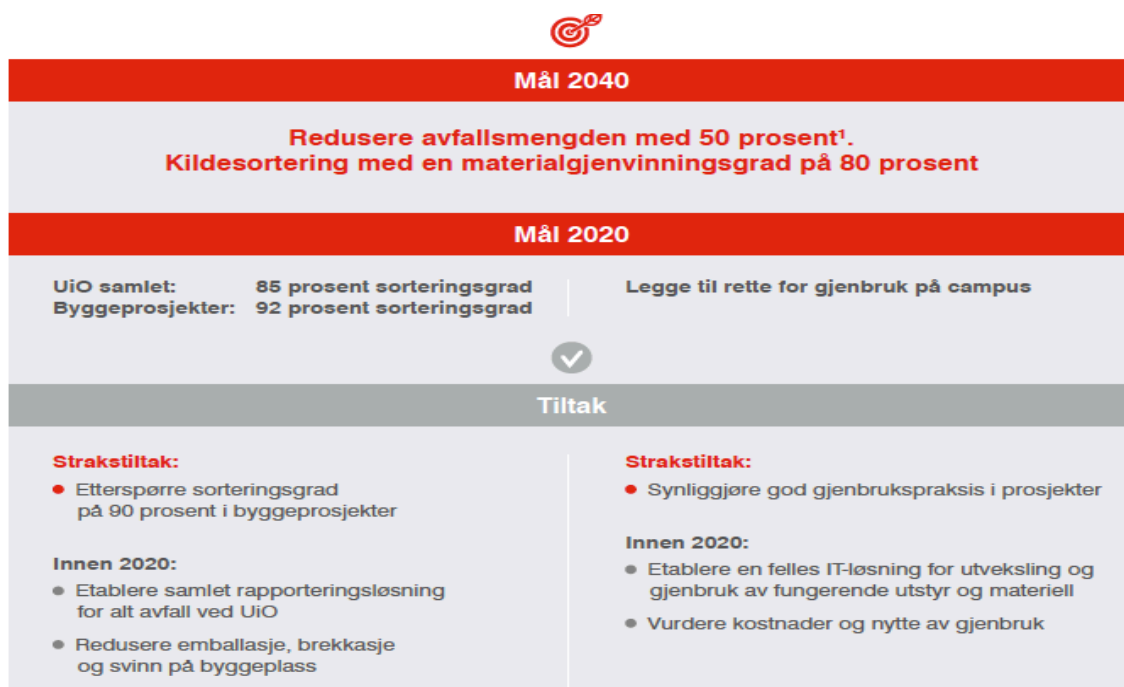 Mål 2040
Redusere avfallsmengden med 50 prosent¹.
Kildesortering med en materialgjenvinningsgrad på 80 prosent
Mål 2020
UiO samlet: 85 prosent sorteringsgrad
Byggeprosjekter: 92 prosent sorteringsgrad
Legge til rette for gjenbruk på campus
Tiltak
Strakstiltak:
• Etterspørre sorteringsgrad
på 90 prosent i byggeprosjekter
Innen 2020:
• Etablere samlet rapporteringsløsning
for alt avfall ved UiO
• Redusere emballasje, brekkasje
og svinn på byggeplass
Strakstiltak:
• Synliggjøre god gjenbrukspraksis i prosjekter
Innen 2020:
• Etablere en felles IT-løsning for utveksling og
gjenbruk av fungerende utstyr og materiell
• Vurdere kostnader og nytte av gjenbruk